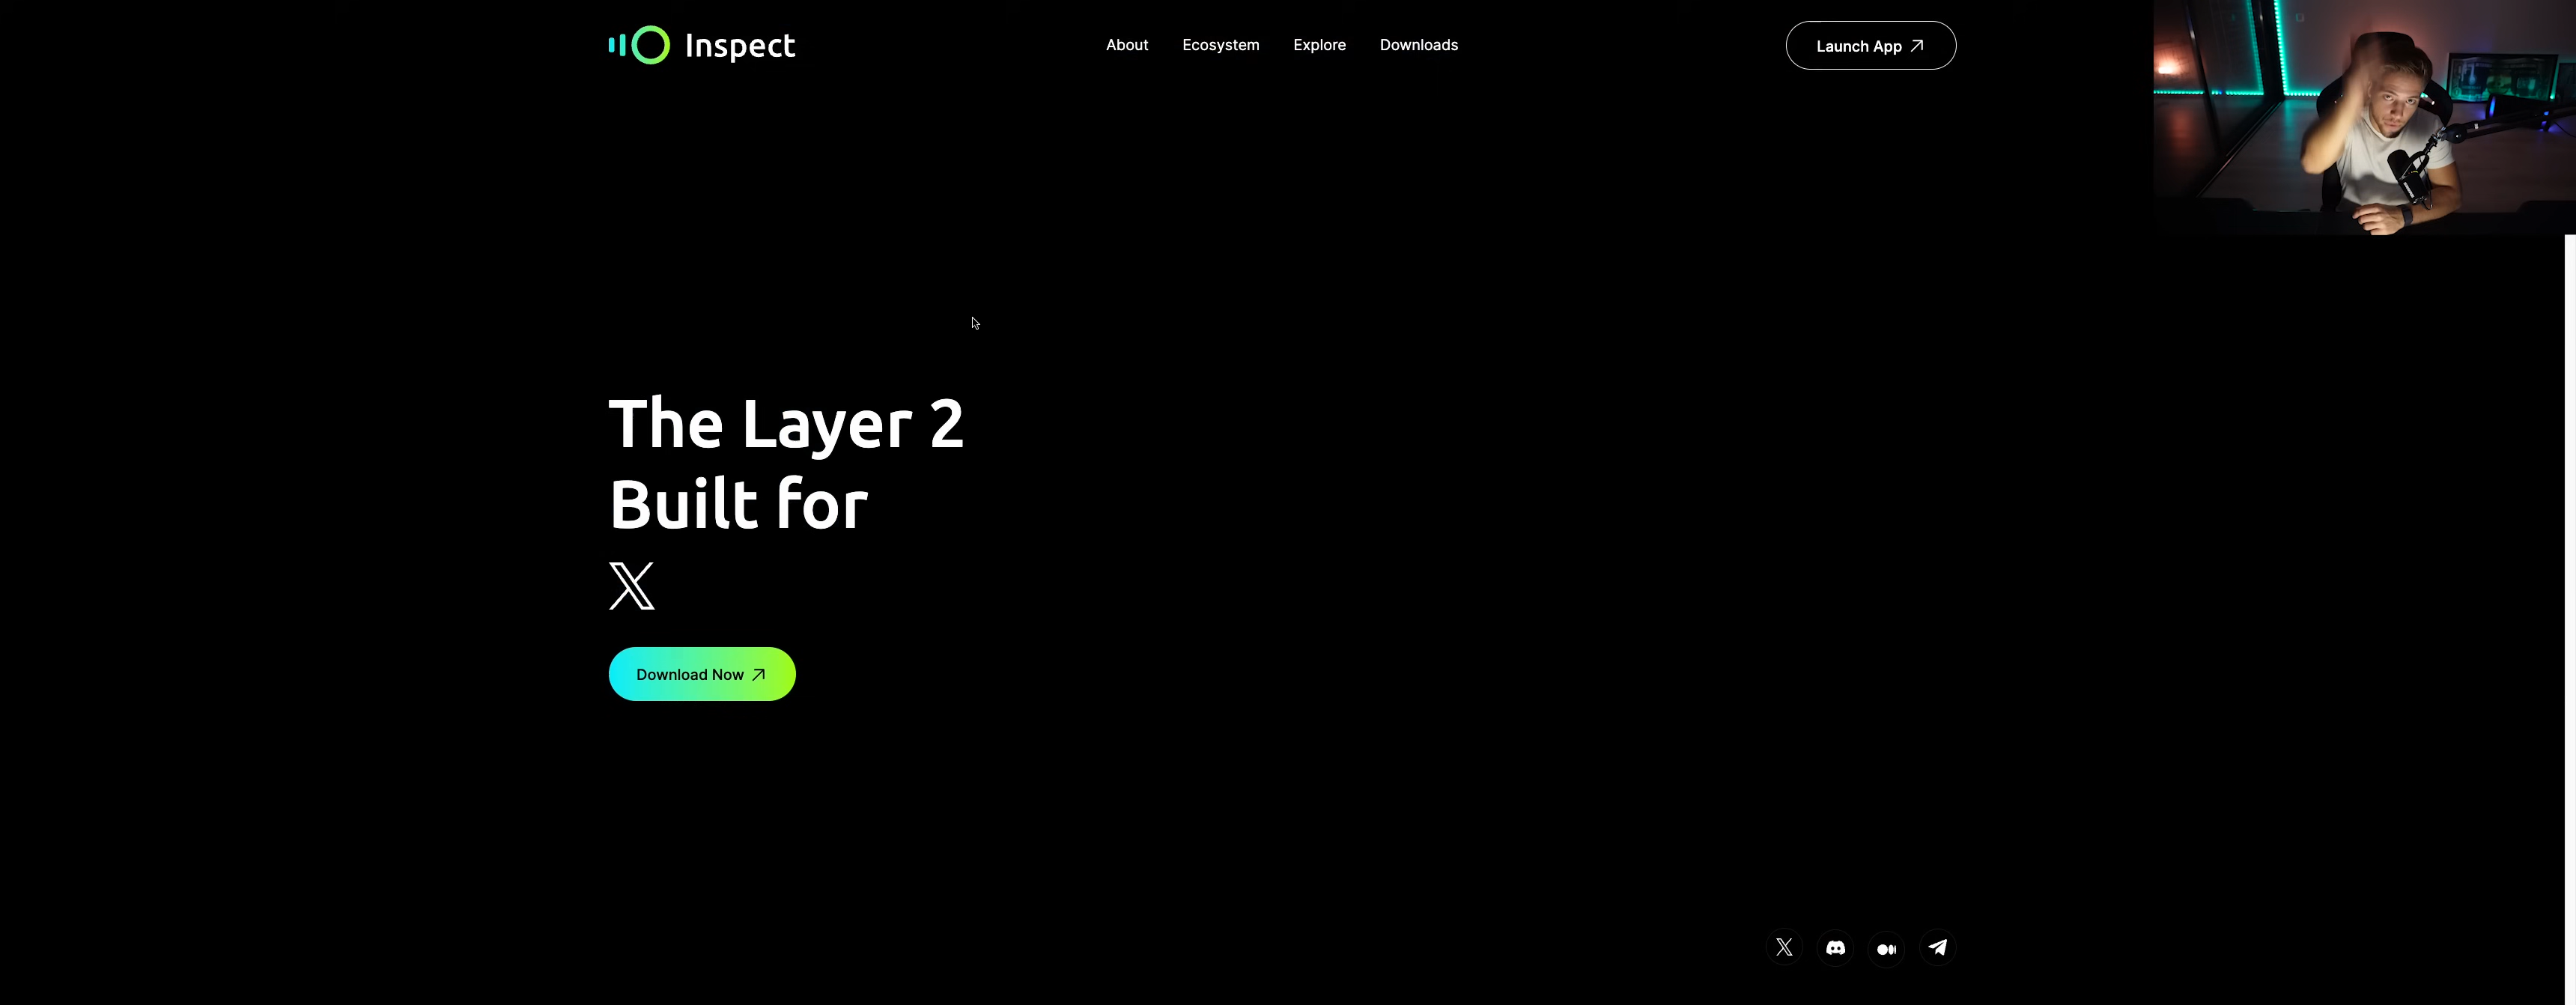 Inspect
About
Ecosystem
Explore
Downloads
Launch App
The Layer 2
Built for
X
Download Now